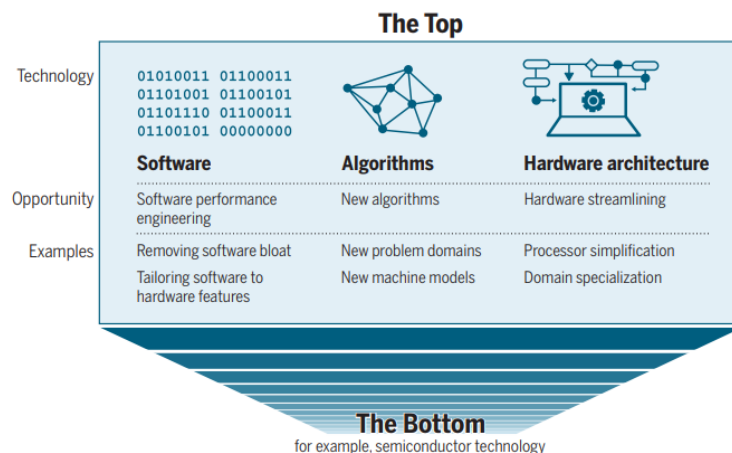 The Top
Technology
01010011 01100011
01101001 01100101
01101110 01100011
01100101 00000000
Software
Algorithms
Hardware architecture
Opportunity
Software performance
engineering
New algorithms
Hardware streamlining
Examples
Removing software bloat
New problem domains
Processor simplification
Tailoring software to
hardware features
New machine models
Domain specialization
The Bottom
for example, semiconductor technology